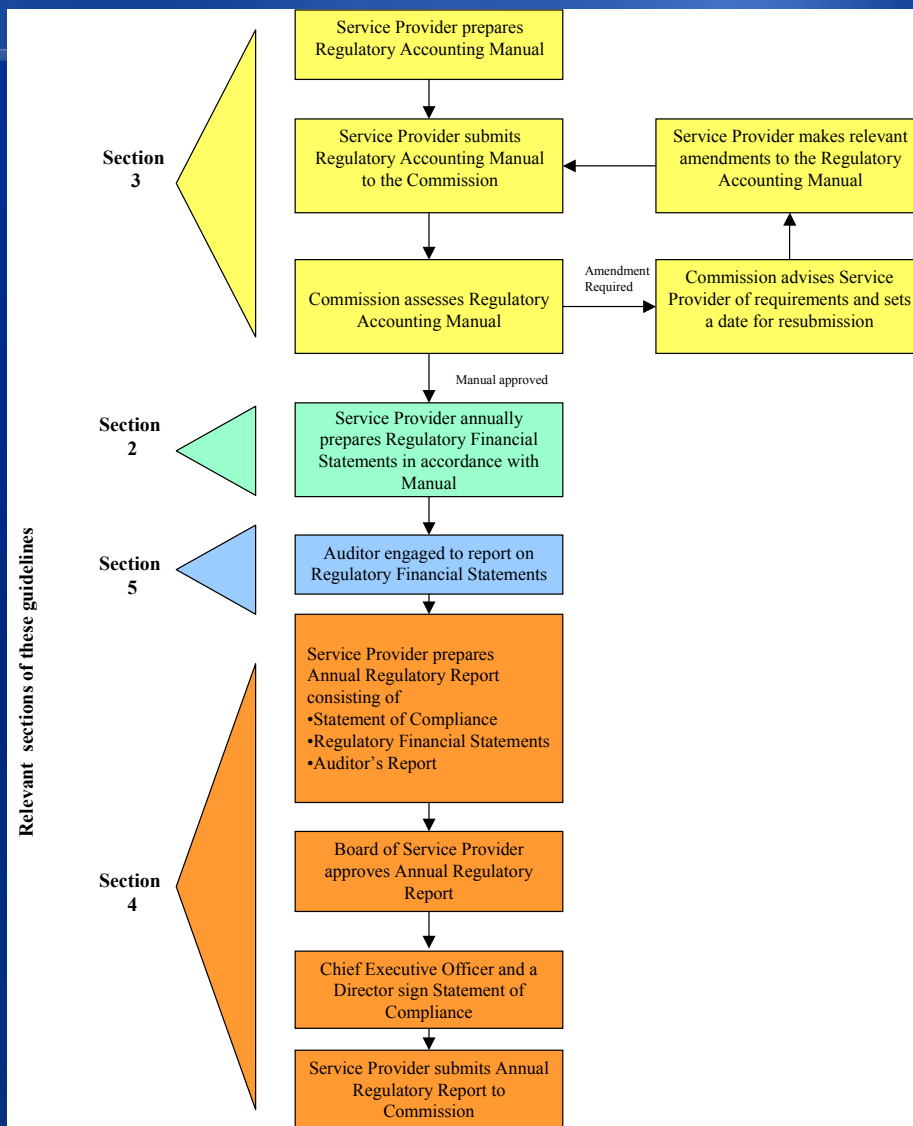 Service Provider prepares
Regulatory Accounting Manual
Section
3
Service Provider submits
Regulatory Accounting Manual
to the Commission
Service Provider makes relevant
amendments to the Regulatory
Accounting Manual
Commission assesses Regulatory
Accounting Manual
Amendment
Required
Commission advises Service
Provider of requirements and sets
a date for resubmission
Manual approved
Section
2
Service Provider annually
prepares Regulatory Financial
Statements in accordance with
Manual
Relevant sections of these guidelines
Section
5
Auditor engaged to report on
Regulatory Financial Statements
Service Provider prepares
Annual Regulatory Report
consisting of
•Statement of Compliance
•Regulatory Financial Statements
•Auditor’s Report
Section
4
Board of Service Provider
approves Annual Regulatory
Report
Chief Executive Officer and a
Director sign Statement of
Compliance
Service Provider submits Annual
Regulatory Report to
Commission